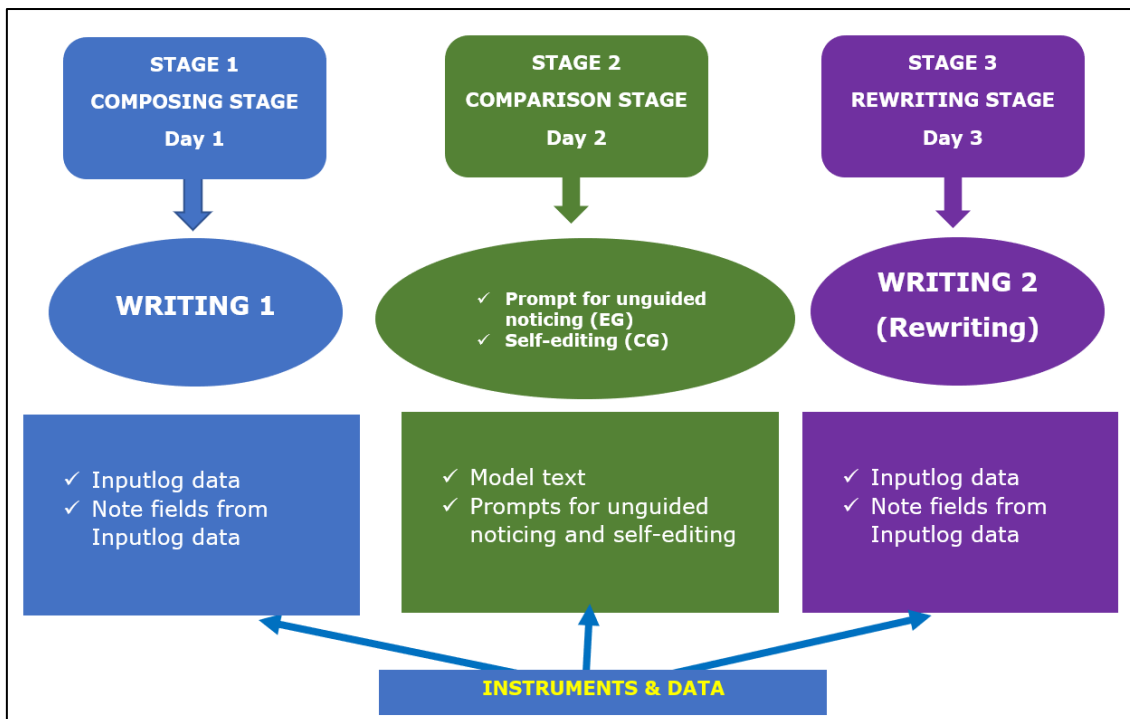 STAGE 1
COMPOSING STAGE
Day 1
STAGE 2
COMPARISON STAGE
Day 2
STAGE 3
REWRITING STAGE
Day 3
WRITING 1
✓ Prompt for unguided
noticing (EG)
✓ Self-editing (CG)
WRITING 2
(Rewriting)
✓ Inputlog data
✓ Note fields from
Inputlog data
✓ Model text
✓ Prompts for unguided
noticing and self-editing
✓ Inputlog data
✓ Note fields from
Inputlog data
INSTRUMENTS & DATA